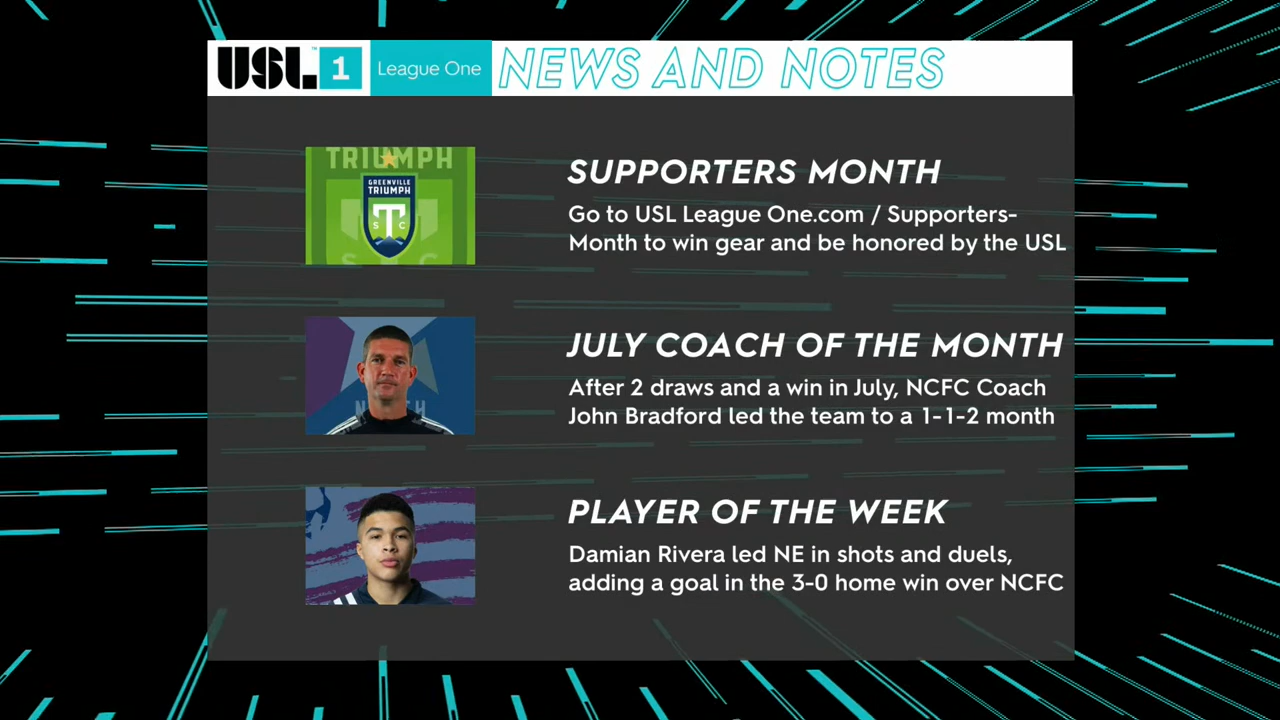 USL 1 League One NEWS AND NOTES
TRIUMPH
GREENVILLE
TRIUMPH
S C
S C
SUPPORTERS MONTH
Go to USL League One.com / Supporters-
Month to win gear and be honored by the USL
NORTH
JULY COACH OF THE MONTH
After 2 draws and a win in July, NCFC Coach
John Bradford led the team to a 1-1-2 month
PLAYER OF THE WEEK
Damian Rivera led NE in shots and duels,
adding a goal in the 3-0 home win over NCFC